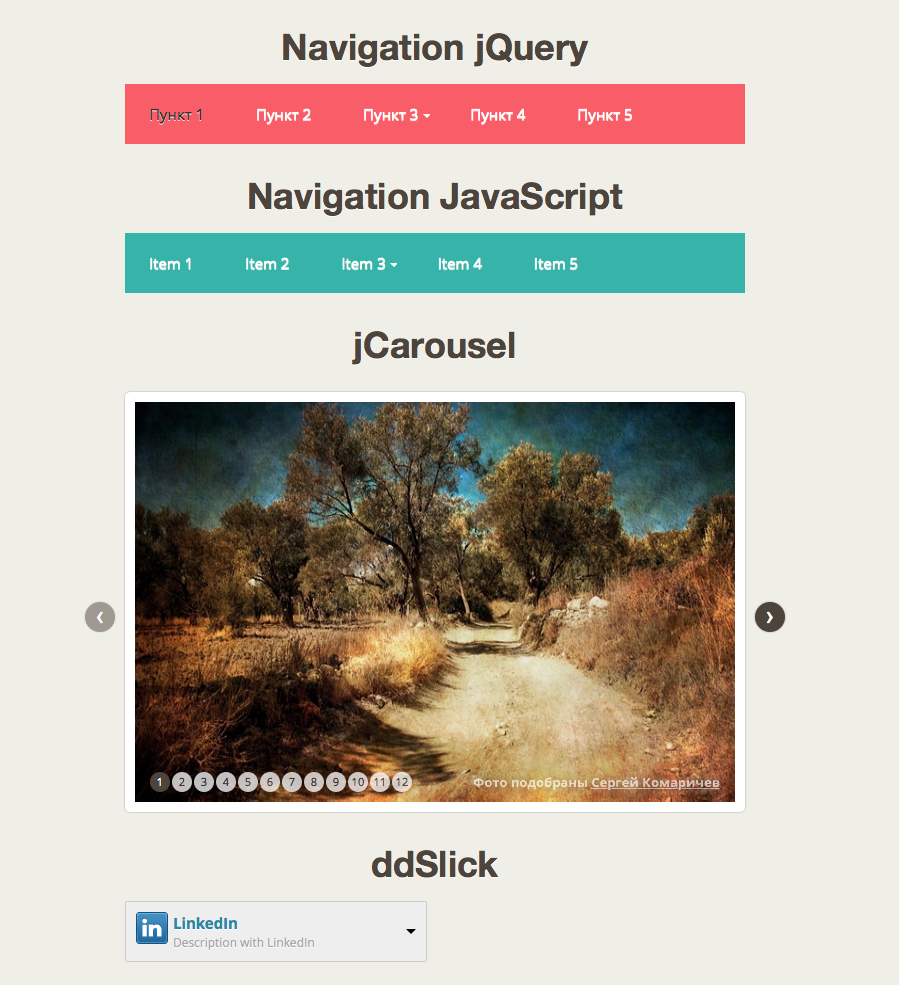 Navigation jQuery
Пункт 1 Пункт 2 Пункт 3 Пункт 4 Пункт 5
Navigation JavaScript
Item 1 Item 2 Item 3 Item 4 Item 5
jCarousel
❮ ❯
1 2 3 4 5 6 7 8 9 10 11 12 Фото подобраны Сергей Комаричев
ddSlick
in LinkedIn
Description with LinkedIn